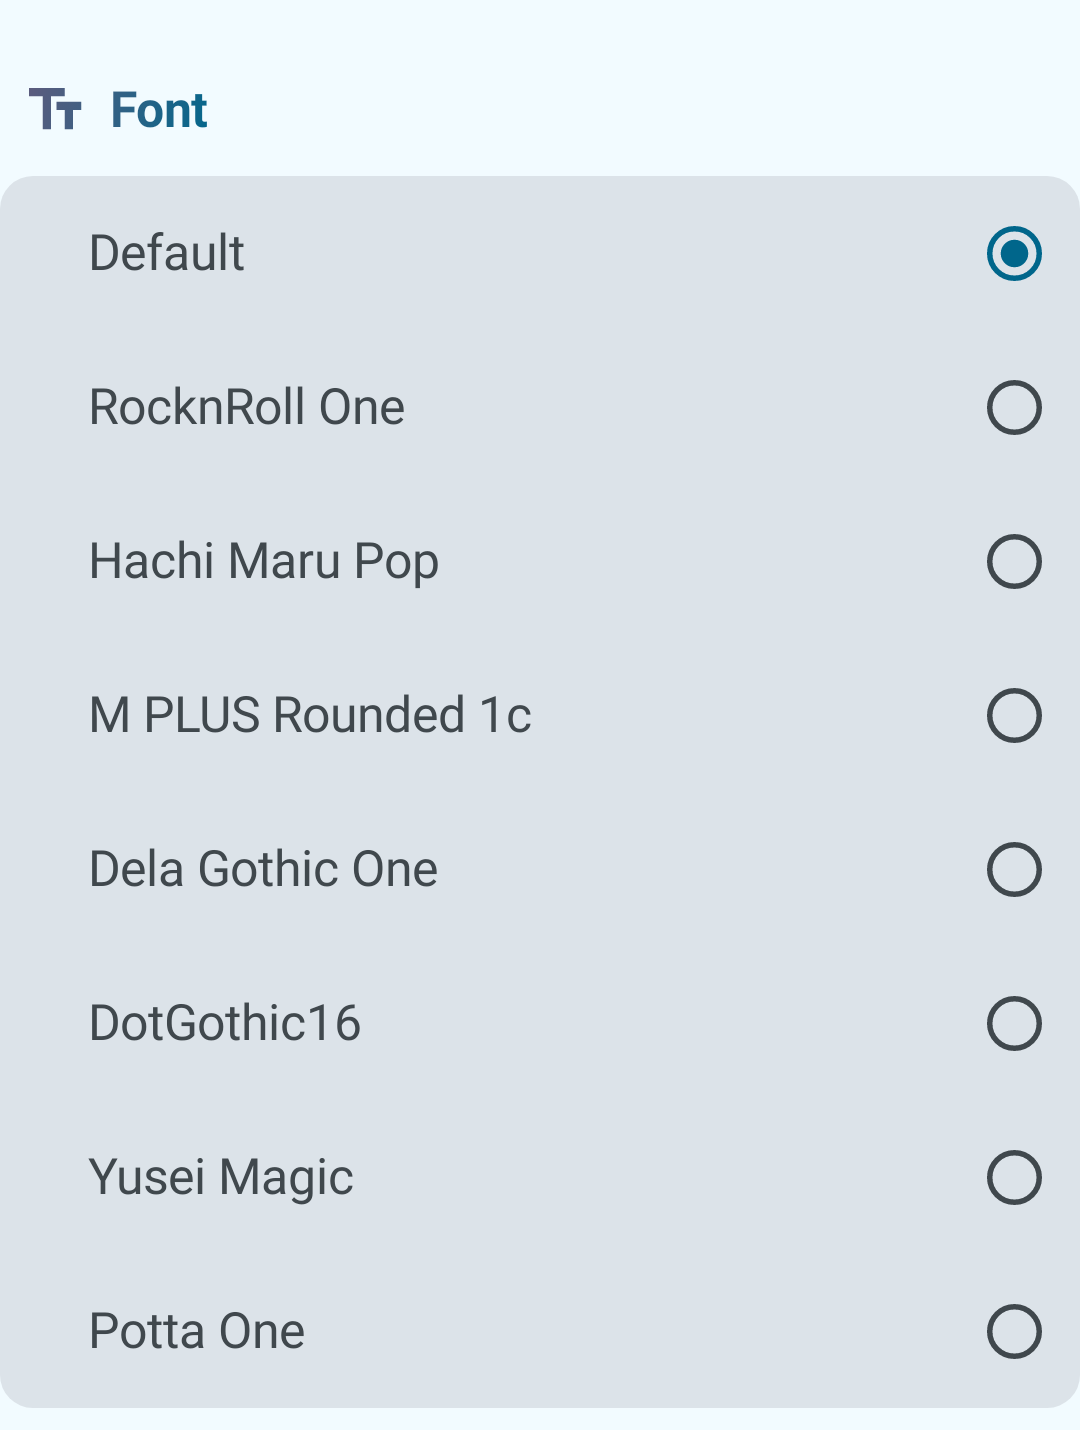 Font
Default
RocknRoll One
Hachi Maru Pop
M PLUS Rounded 1c
Dela Gothic One
DotGothic16
Yusei Magic
Potta One